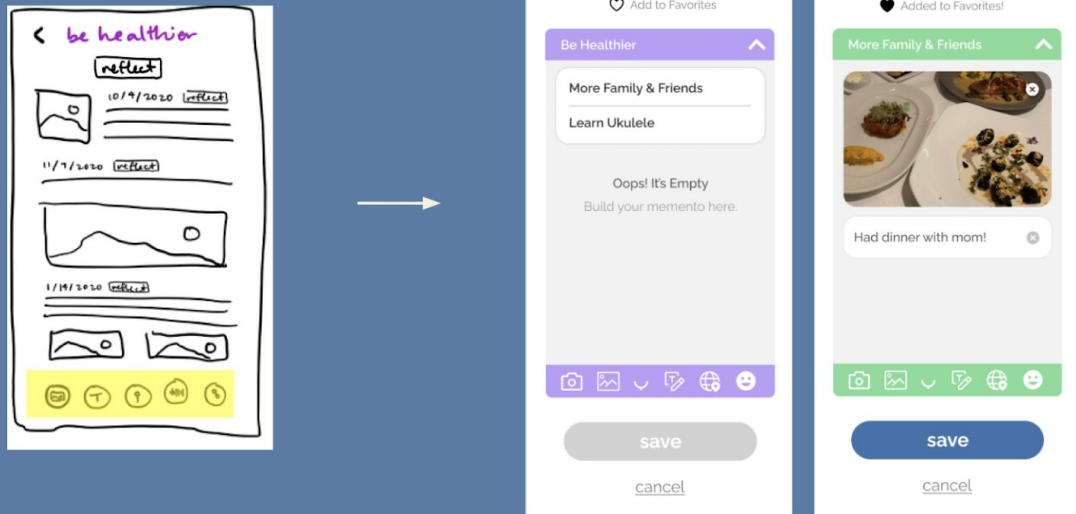 be healthier
reflect
10/4/2020 reflect
11/7/2020 reflect
1/14/2020 reflect
T
Add to Favorites
Be Healthier
More Family & Friends
Learn Ukulele
Oops! It's Empty
Build your memento here.
T
save
cancel
Added to Favorites!
More Family & Friends
Had dinner with mom!
T
save
cancel